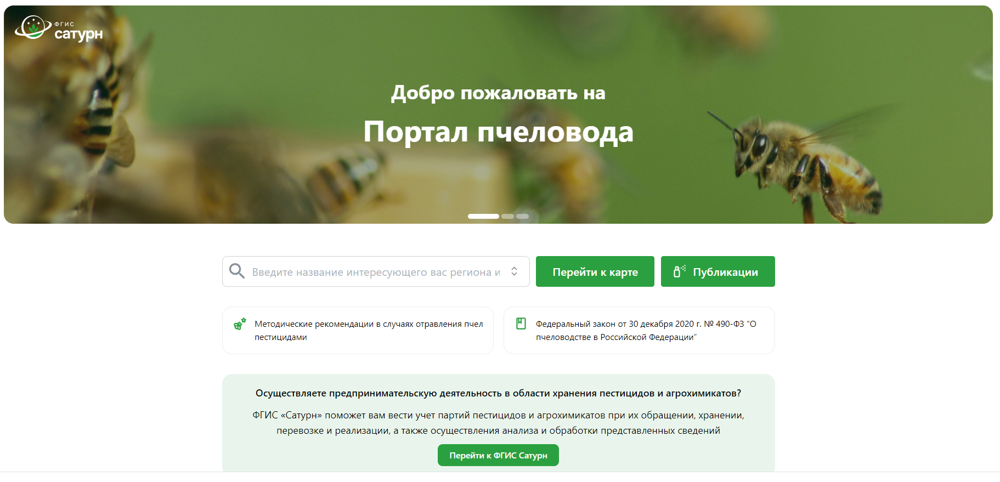 ФГИС
сатурн
Добро пожаловать на
Портал пчеловода
Введите название интересующего вас региона и
Перейти к карте
Публикации
Методические рекомендации в случаях отравления пчел
пестицидами
Федеральный закон от 30 декабря 2020 г. № 490-ФЗ “О
пчеловодстве в Российской Федерации”
Осуществляете предпринимательскую деятельность в области хранения пестицидов и агрохимикатов?
ФГИС «Сатурн» поможет вам вести учет партий пестицидов и агрохимикатов при их обращении, хранении,
перевозке и реализации, а также осуществления анализа и обработки представленных сведений
Перейти к ФГИС Сатурн